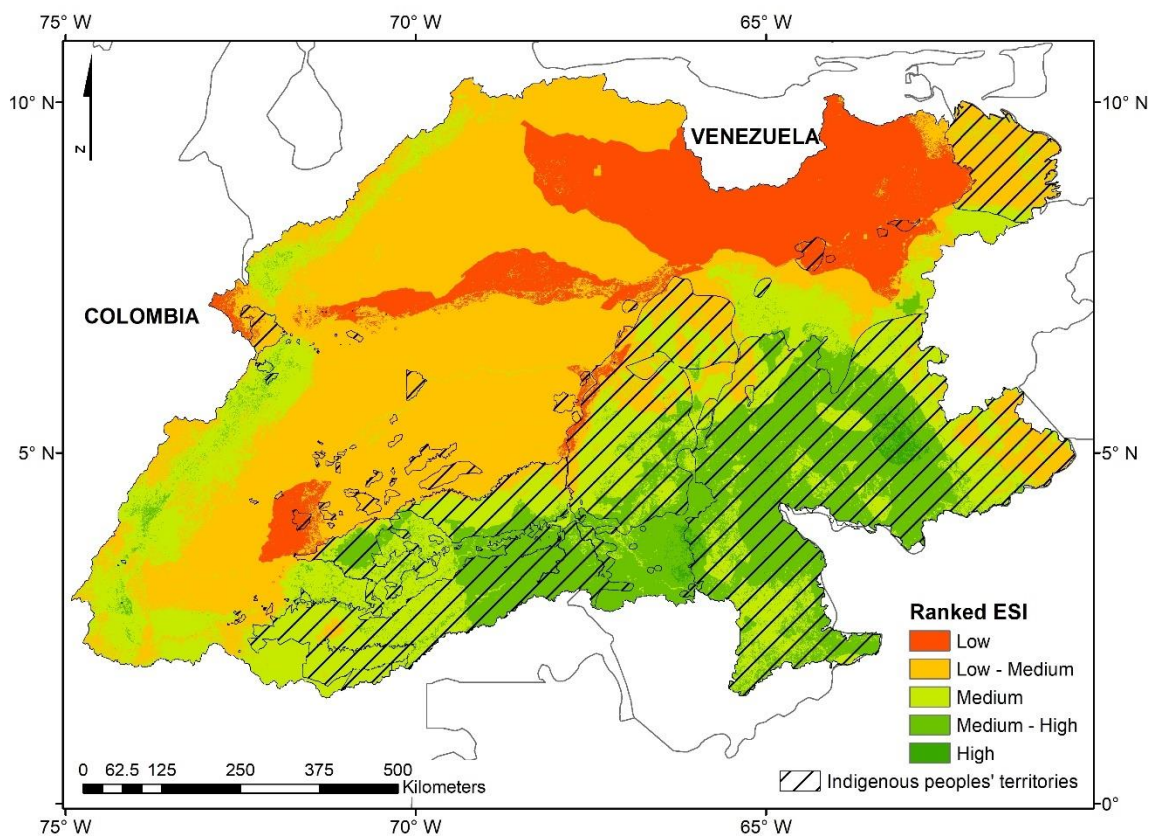 75° W 70° W 65° W
10° N 10° N
z
VENEZUELA
COLOMBIA
5° N 5° N
Ranked ESI
Low
Low - Medium
Medium
Medium - High
High
Indigenous peoples' territories
0 62.5 125 250 375 500
Kilometers
0°
75° W 70° W 65° W